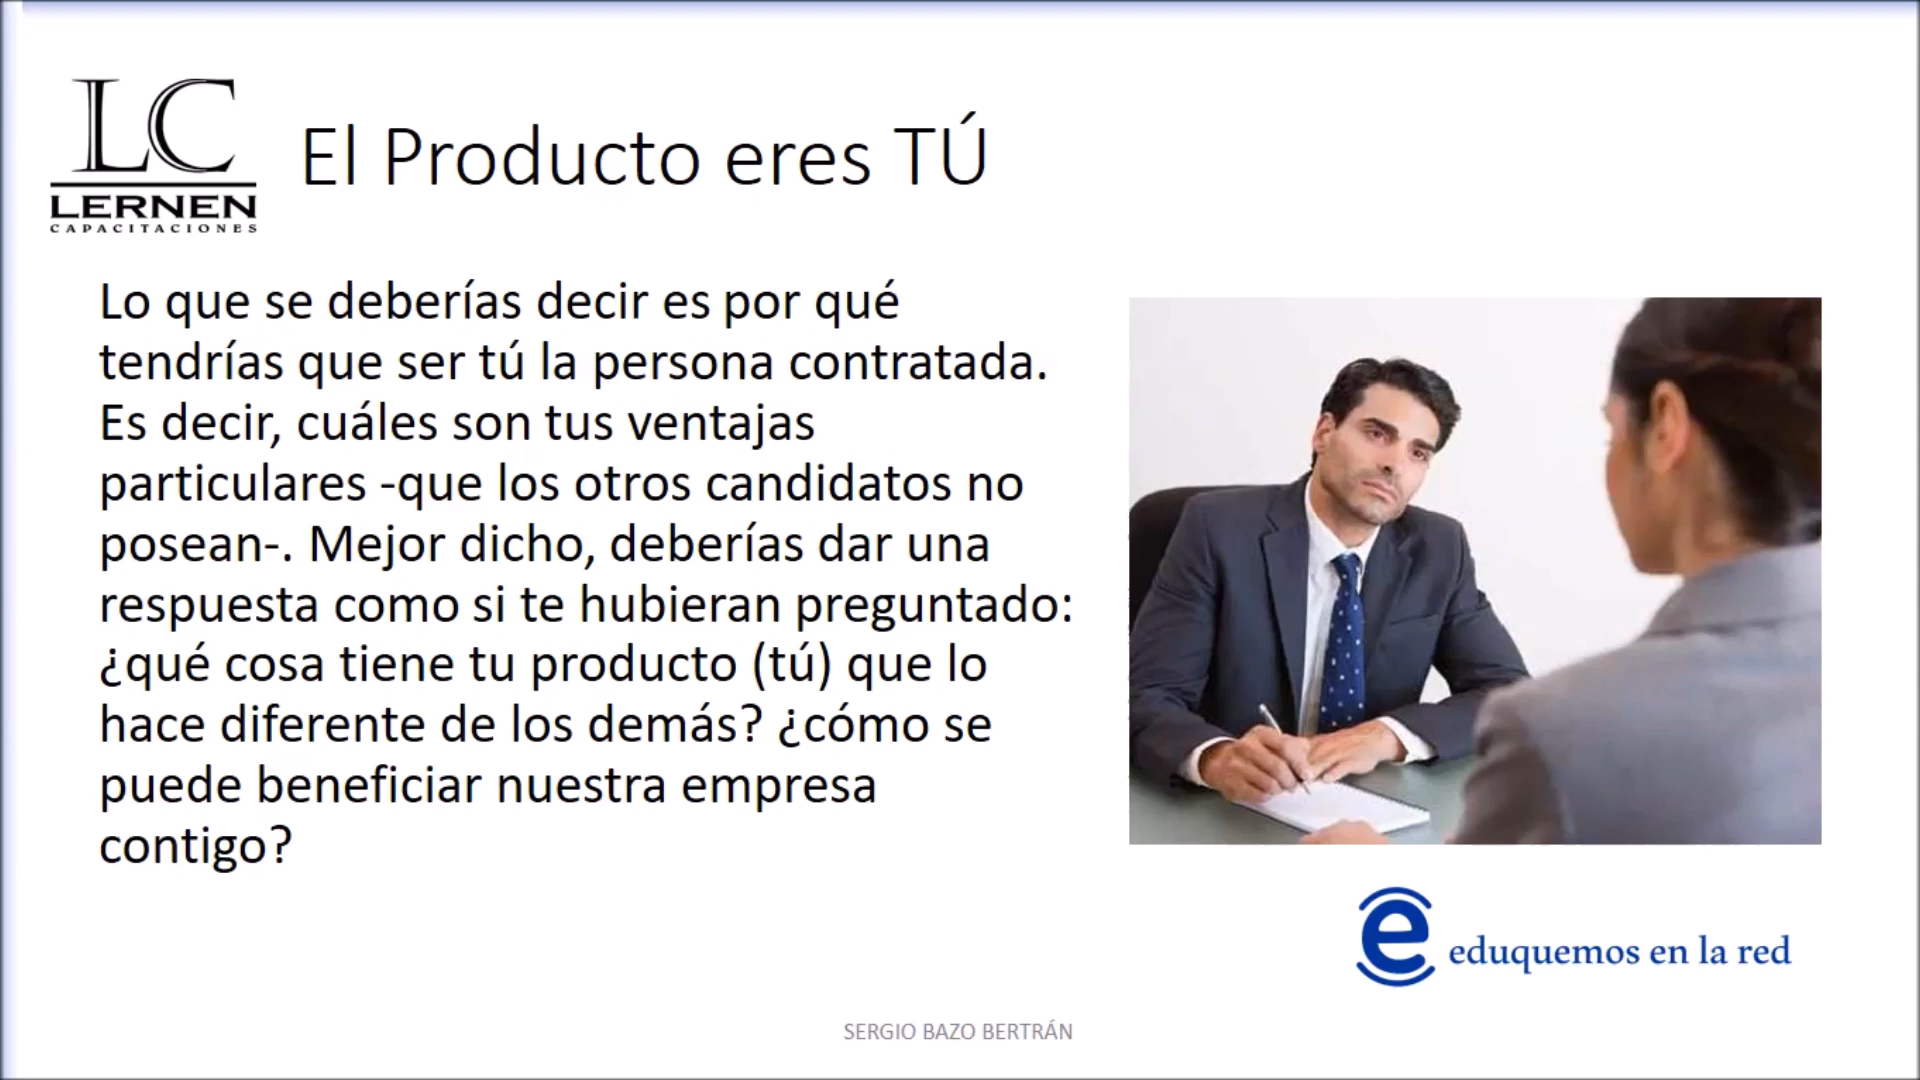 LC
LERNEN
CAPACITACIONES
El Producto eres TÚ
Lo que se deberías decir es por qué
tendrías que ser tú la persona contratada.
Es decir, cuáles son tus ventajas
particulares -que los otros candidatos no
posean-. Mejor dicho, deberías dar una
respuesta como si te hubieran preguntado:
¿qué cosa tiene tu producto (tú) que lo
hace diferente de los demás? ¿cómo se
puede beneficiar nuestra empresa
contigo?
e eduquemos en la red
SERGIO BAZO BERTRÁN